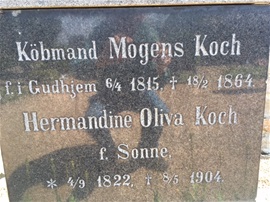 Köbmand Mogens Koch
f. i Gudhjem 6/4 1815, † 18/2 1864.
Hermandine Oliva Koch
f. Sonne,
* 4/9 1822, † 8/5 1904.